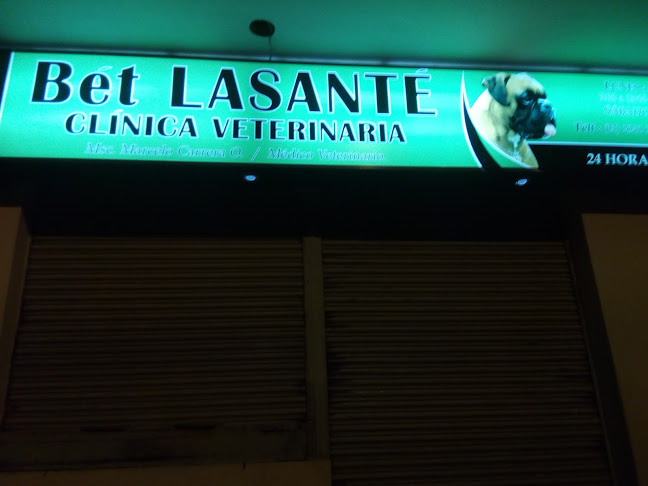 Bét LASANTÉ
CLÍNICA VETERINARIA
Msc. Marcelo Carrera O. / Médico Veterinario
24 HORA